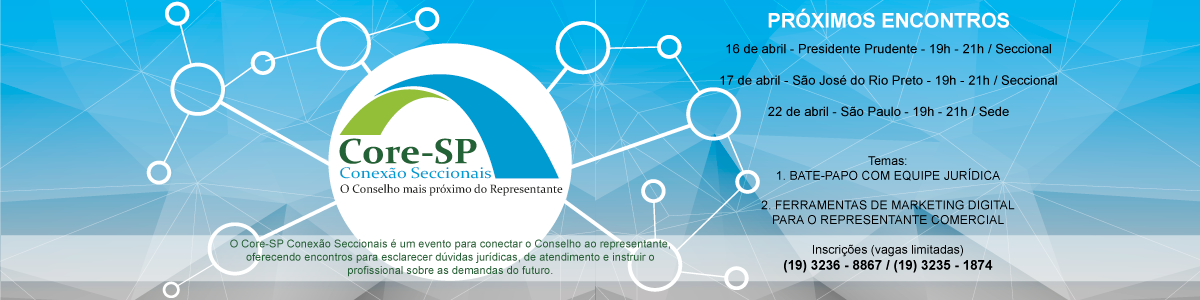 Core-SP
Conexão Seccionais
O Conselho mais próximo do Representante
O Core-SP Conexão Seccionais é um evento para conectar o Conselho ao representante,
oferecendo encontros para esclarecer dúvidas jurídicas, de atendimento e instruir o
profissional sobre as demandas do futuro.
PRÓXIMOS ENCONTROS
16 de abril - Presidente Prudente - 19h - 21h / Seccional
17 de abril - São José do Rio Preto - 19h - 21h / Seccional
22 de abril - São Paulo - 19h - 21h / Sede
Temas:
1. BATE-PAPO COM EQUIPE JURÍDICA
2. FERRAMENTAS DE MARKETING DIGITAL
PARA O REPRESENTANTE COMERCIAL
Inscrições (vagas limitadas)
(19) 3236 - 8867 / (19) 3235 - 1874